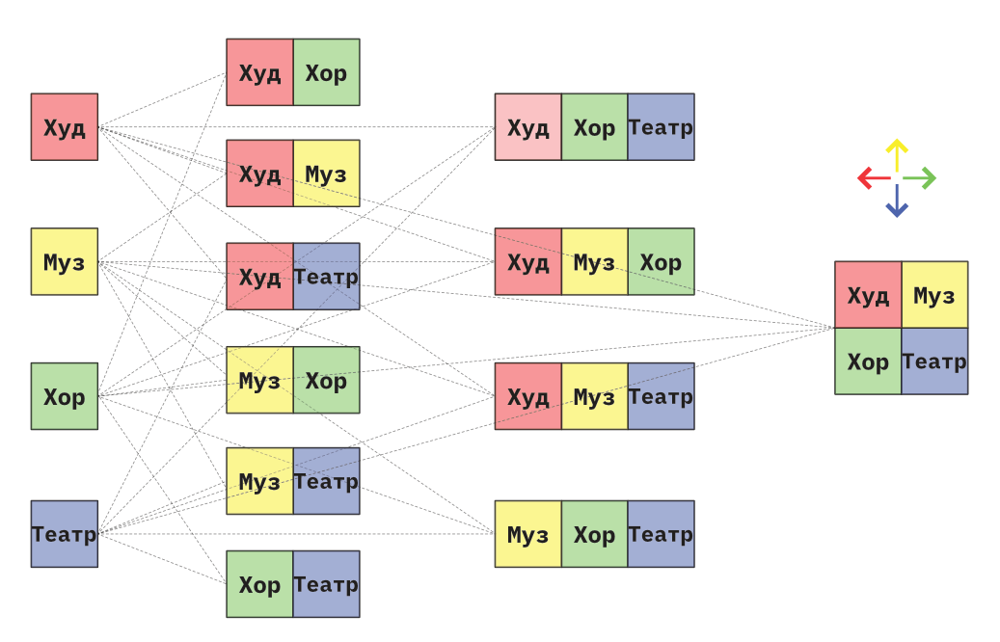 Худ
Муз
Хор
Театр
Худ Хор
Худ Муз
Худ Театр
Муз Хор
Муз Театр
Хор Театр
Худ Хор Театр
Худ Муз Хор
Худ Муз Театр
Муз Хор Театр
Худ Муз
Хор Театр